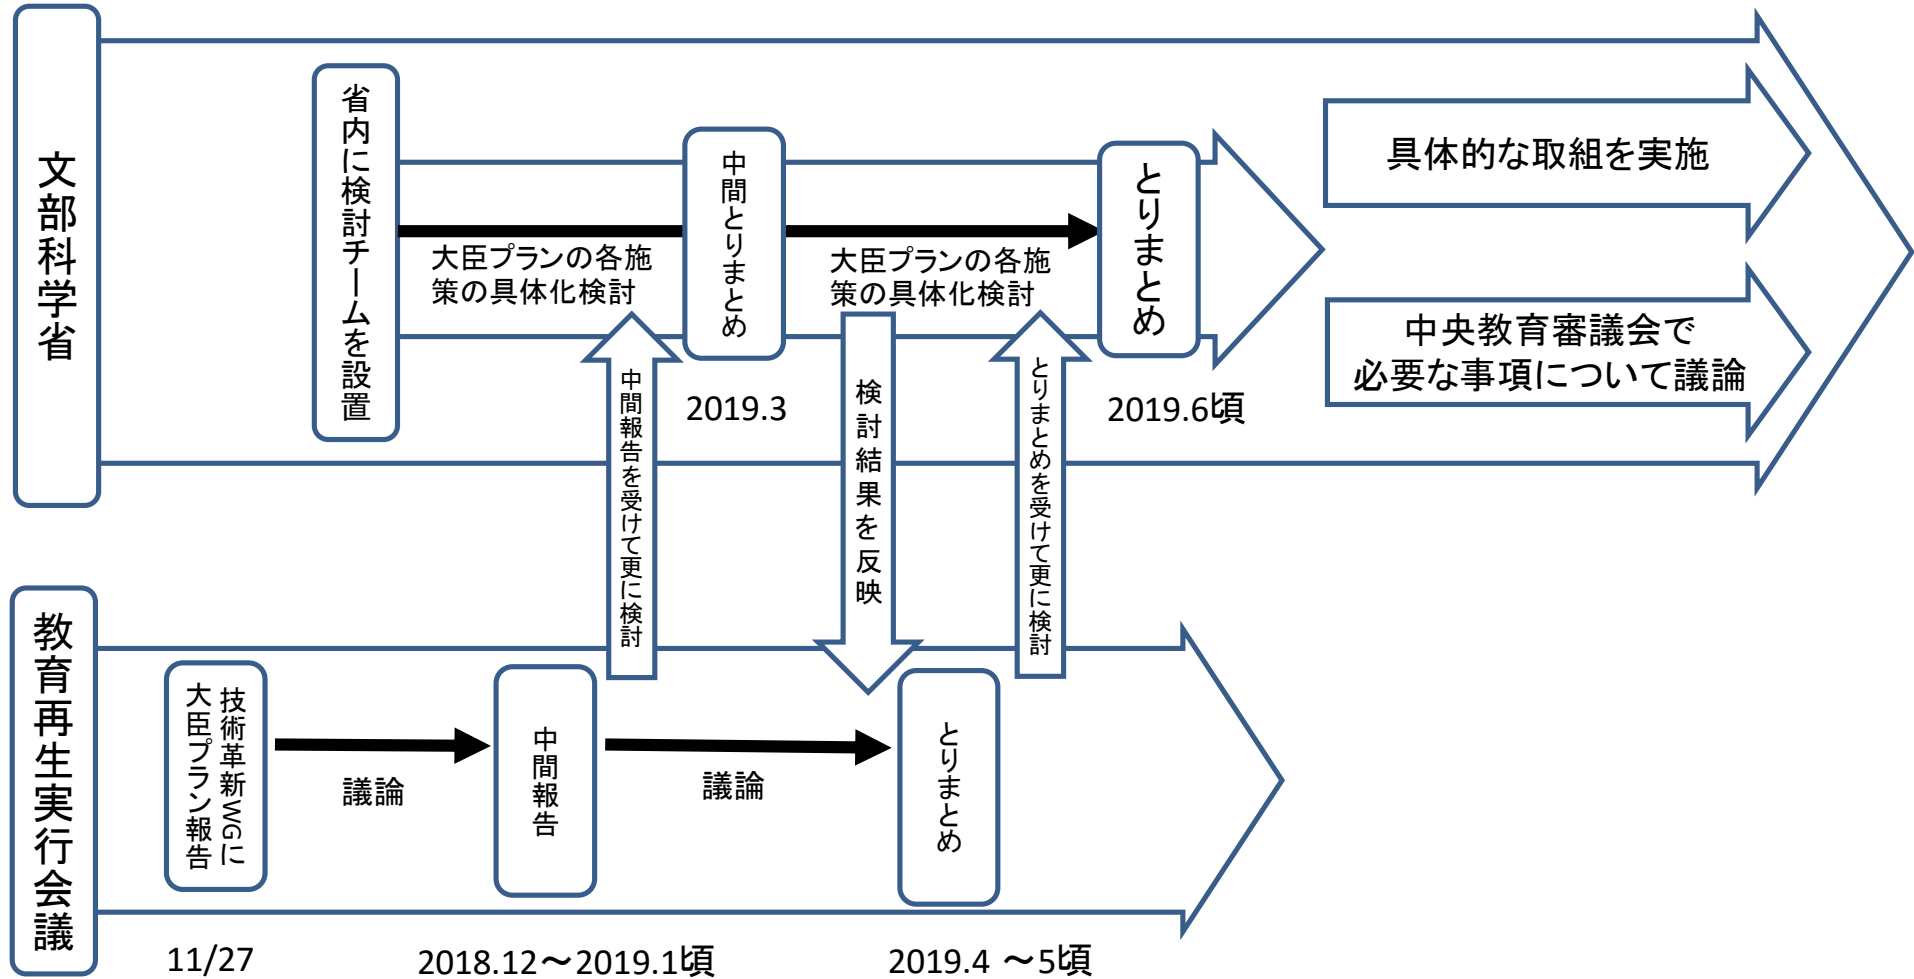 文部科学省
省内に検討チームを設置
大臣プランの各施
策の具体化検討
中間とりまとめ
2019.3
大臣プランの各施
策の具体化検討
とりまとめ
2019.6頃
具体的な取組を実施
中央教育審議会で
必要な事項について議論
中間報告を受けて更に検討
検討結果を反映
とりまとめを受けて更に検討
教育再生実行会議
技術革新WGに
大臣プラン報告
11/27
議論
中間報告
2018.12～2019.1頃
議論
とりまとめ
2019.4 ～5頃